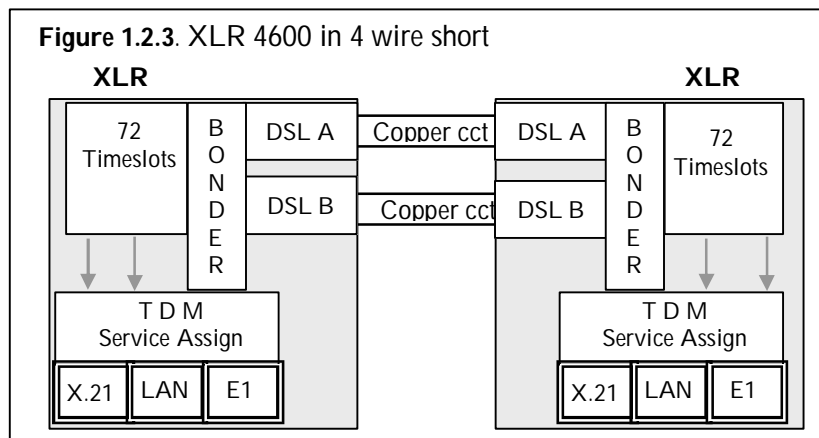 Figure 1.2.3. XLR 4600 in 4 wire short
XLR
72
Timeslots
B
O
N
D
E
R
DSL A
DSL B
Copper cct
Copper cct
T D M
Service Assign
X.21
LAN
E1
XLR
DSL A
DSL B
B
O
N
D
E
R
72
Timeslots
T D M
Service Assign
X.21
LAN
E1